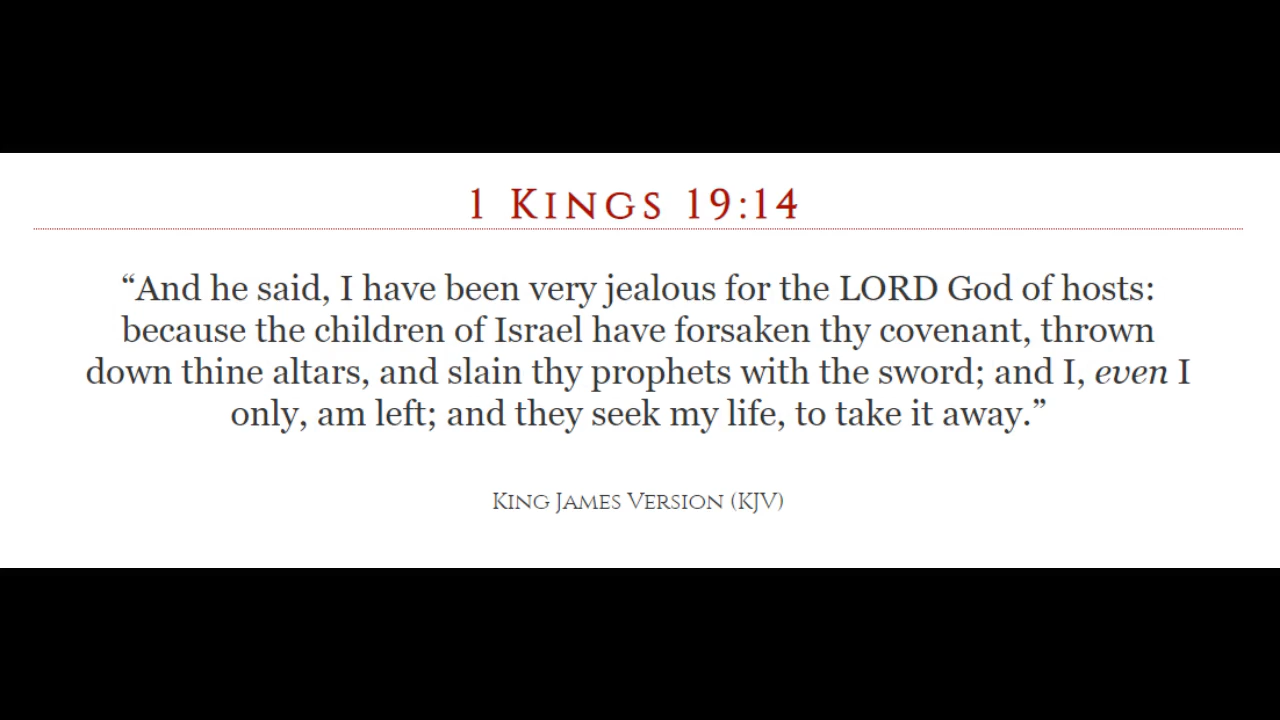 1 Kings 19:14
“And he said, I have been very jealous for the LORD God of hosts:
because the children of Israel have forsaken thy covenant, thrown
down thine altars, and slain thy prophets with the sword; and I, even I
only, am left; and they seek my life, to take it away.”
King James Version (KJV)